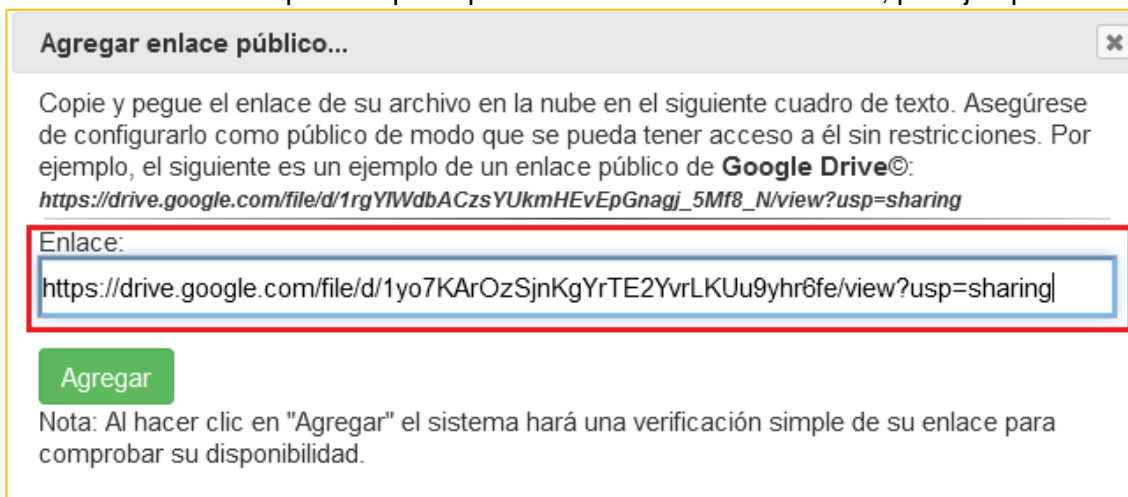 Agregar enlace público...
Copie y pegue el enlace de su archivo en la nube en el siguiente cuadro de texto. Asegúrese
de configurarlo como público de modo que se pueda tener acceso a él sin restricciones. Por
ejemplo, el siguiente es un ejemplo de un enlace público de Google Drive©:
https://drive.google.com/file/d/1rgYlWdbACzsYUkmHEvEpGnagj_5Mf8_N/view?usp=sharing
Enlace:
https://drive.google.com/file/d/1yo7KArOzSjnKgYrTE2YvrLKUu9yhr6fe/view?usp=sharing
Agregar
Nota: Al hacer clic en "Agregar" el sistema hará una verificación simple de su enlace para
comprobar su disponibilidad.